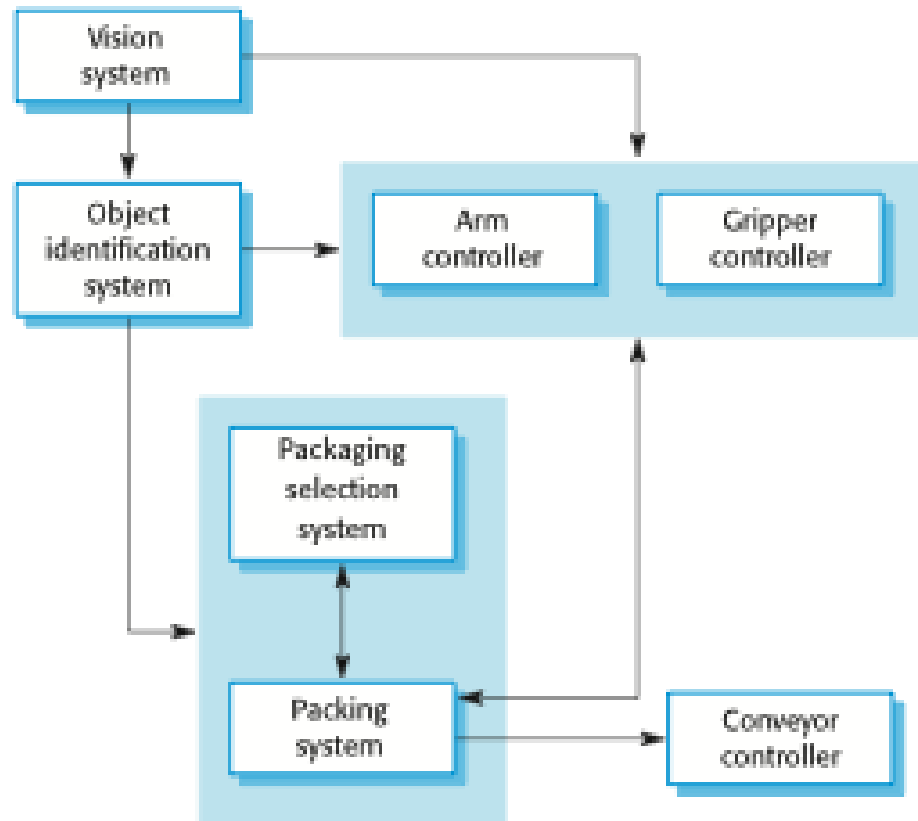 Vision
system
Object
identification
system
Arm
controller
Gripper
controller
Packaging
selection
system
Packing
system
Conveyor
controller